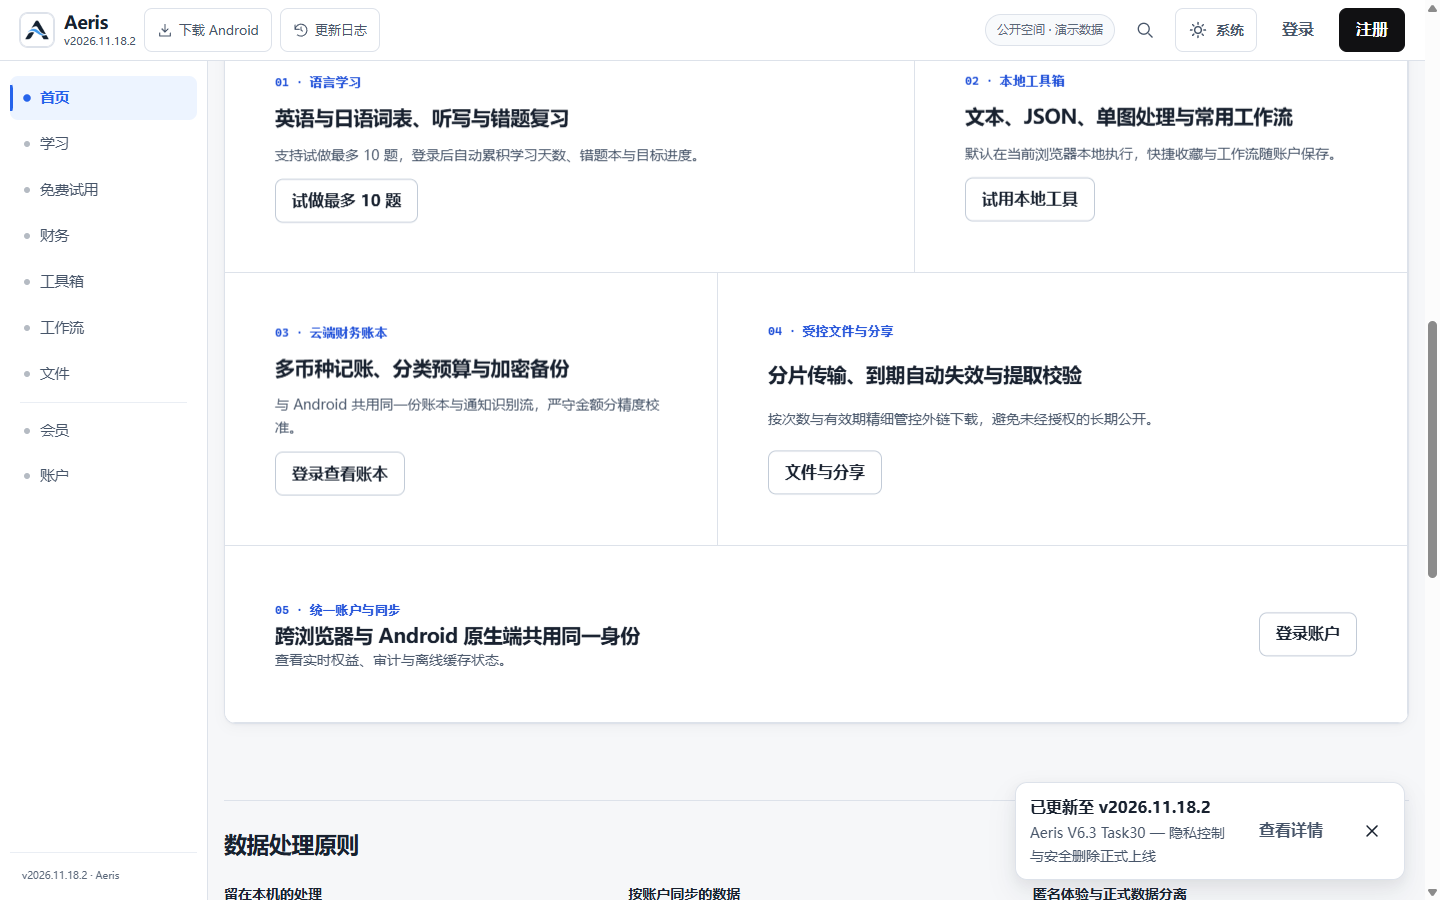 Aeris
v2026.11.18.2
下载 Android
更新日志
公开空间 · 演示数据
系统
登录
注册
首页
学习
免费试用
财务
工具箱
工作流
文件
会员
账户
v2026.11.18.2 · Aeris
01 · 语言学习
英语与日语词表、听写与错题复习
支持试做最多 10 题，登录后自动累积学习天数、错题本与目标进度。
试做最多 10 题
02 · 本地工具箱
文本、JSON、单图处理与常用工作流
默认在当前浏览器本地执行，快捷收藏与工作流随账户保存。
试用本地工具
03 · 云端财务账本
多币种记账、分类预算与加密备份
与 Android 共用同一份账本与通知识别流，严守金额分精度校
准。
登录查看账本
04 · 受控文件与分享
分片传输、到期自动失效与提取校验
按次数与有效期精细管控外链下载，避免未经授权的长期公开。
文件与分享
05 · 统一账户与同步
跨浏览器与 Android 原生端共用同一身份
查看实时权益、审计与离线缓存状态。
登录账户
数据处理原则
留在本机的处理
按账户同步的数据
匿名体验与正式数据分离
已更新至 v2026.11.18.2
Aeris V6.3 Task30 — 隐私控制
与安全删除正式上线
查看详情